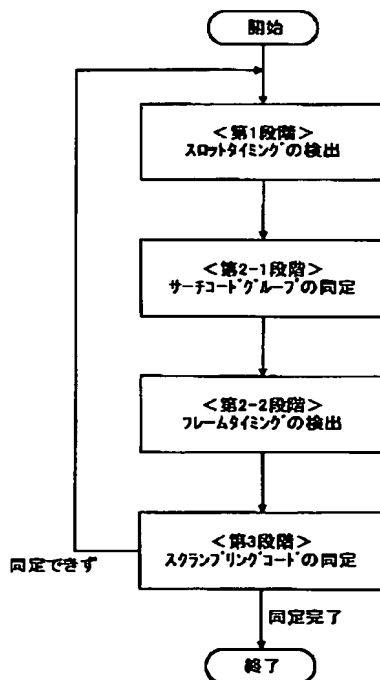 開始
＜第1段階＞
スロットタイミングの検出
＜第2-1段階＞
サーチコードグループの同定
＜第2-2段階＞
フレームタイミングの検出
＜第3段階＞
スクランブリングコードの同定
同定できず
同定完了
終了